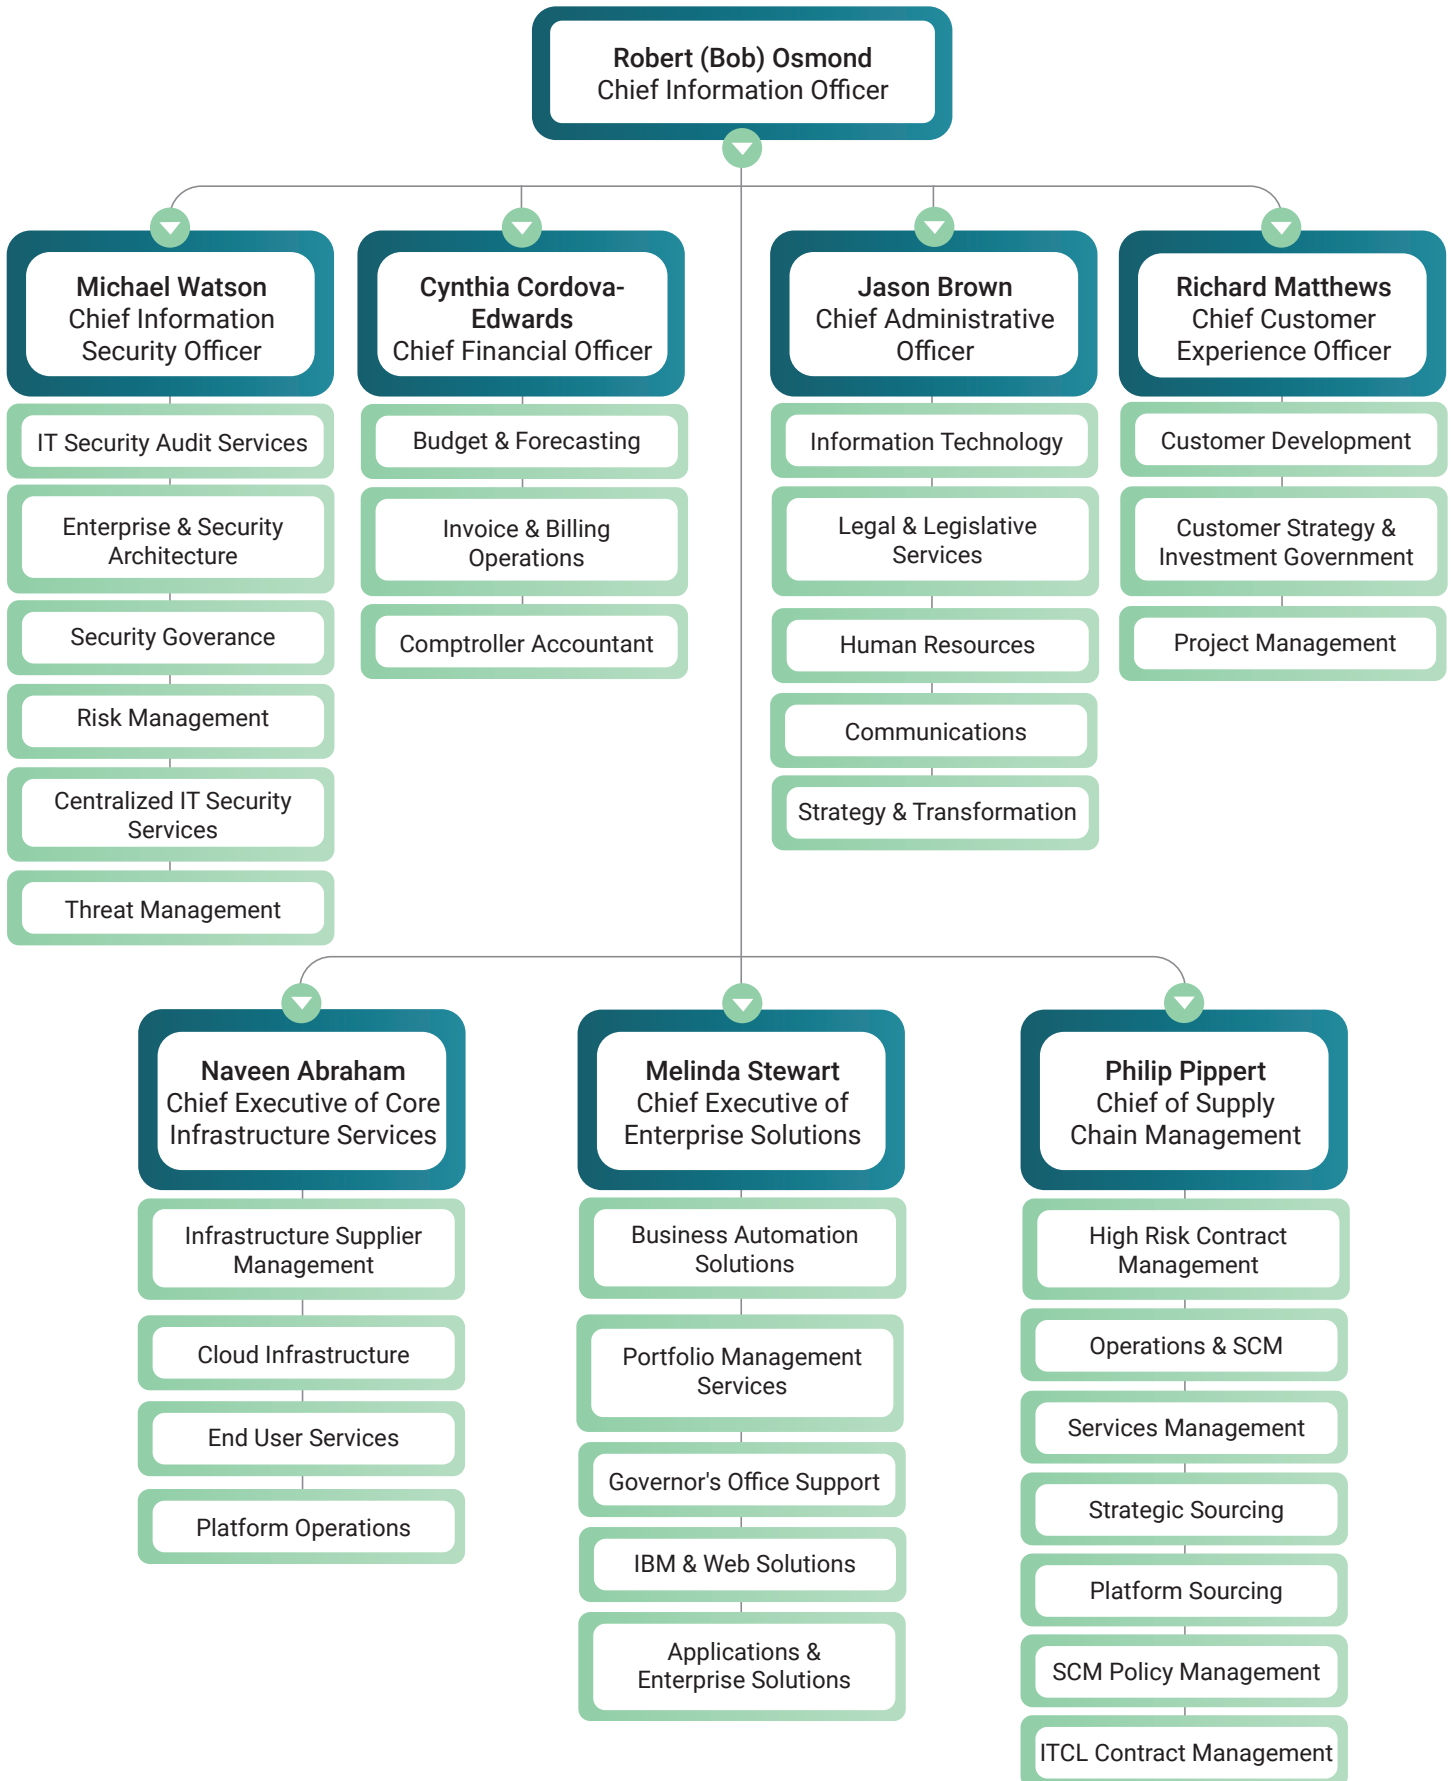 Robert (Bob) Osmond
Chief Information Officer
Michael Watson
Chief Information
Security Officer
IT Security Audit Services
Enterprise & Security
Architecture
Security Goverance
Risk Management
Centralized IT Security
Services
Threat Management
Cynthia Cordova-
Edwards
Chief Financial Officer
Budget & Forecasting
Invoice & Billing
Operations
Comptroller Accountant
Jason Brown
Chief Administrative
Officer
Information Technology
Legal & Legislative
Services
Human Resources
Communications
Strategy & Transformation
Richard Matthews
Chief Customer
Experience Officer
Customer Development
Customer Strategy &
Investment Government
Project Management
Naveen Abraham
Chief Executive of Core
Infrastructure Services
Infrastructure Supplier
Management
Cloud Infrastructure
End User Services
Platform Operations
Melinda Stewart
Chief Executive of
Enterprise Solutions
Business Automation
Solutions
Portfolio Management
Services
Governor's Office Support
IBM & Web Solutions
Applications &
Enterprise Solutions
Philip Pippert
Chief of Supply
Chain Management
High Risk Contract
Management
Operations & SCM
Services Management
Strategic Sourcing
Platform Sourcing
SCM Policy Management
ITCL Contract Management